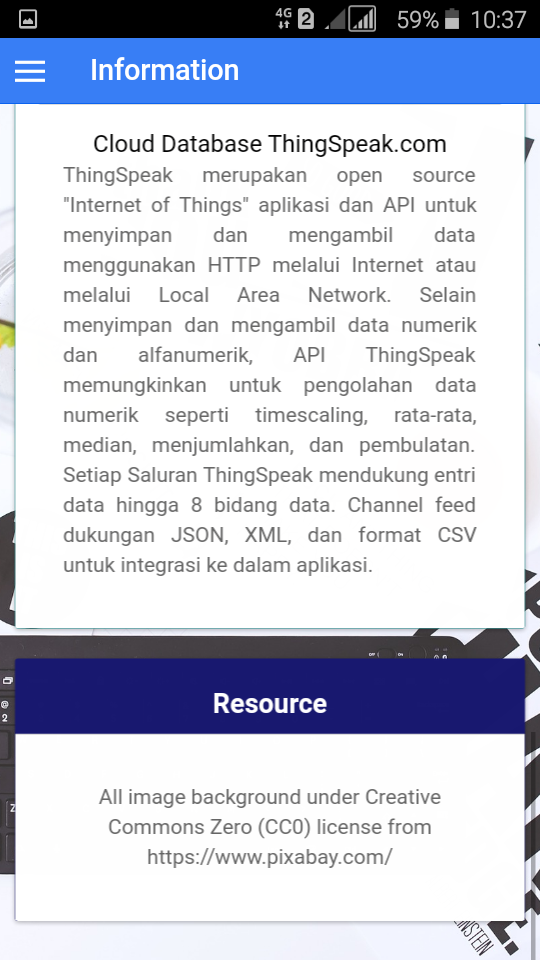 4G 2 59% 10:37
Information
Cloud Database ThingSpeak.com
ThingSpeak merupakan open source
"Internet of Things" aplikasi dan API untuk
menyimpan dan mengambil data
menggunakan HTTP melalui Internet atau
melalui Local Area Network. Selain
menyimpan dan mengambil data numerik
dan alfanumerik, API ThingSpeak
memungkinkan untuk pengolahan data
numerik seperti timescaling, rata-rata,
median, menjumlahkan, dan pembulatan.
Setiap Saluran ThingSpeak mendukung entri
data hingga 8 bidang data. Channel feed
dukungan JSON, XML, dan format CSV
untuk integrasi ke dalam aplikasi.
@
2
Resource
Z
All image background under Creative
Commons Zero (CC0) license from
https://www.pixabay.com/